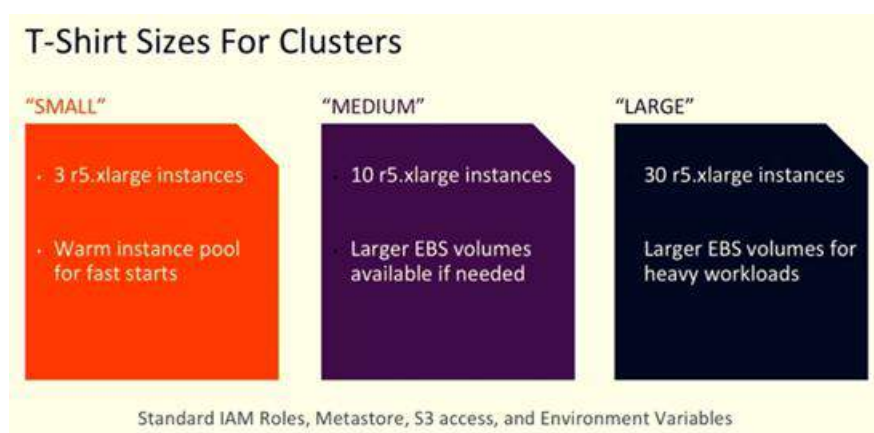 T-Shirt Sizes For Clusters
“SMALL”
· 3 r5.xlarge instances
· Warm instance pool
for fast starts
“MEDIUM”
· 10 r5.xlarge instances
· Larger EBS volumes
available if needed
“LARGE”
30 r5.xlarge instances
Larger EBS volumes for
heavy workloads
Standard IAM Roles, Metastore, S3 access, and Environment Variables